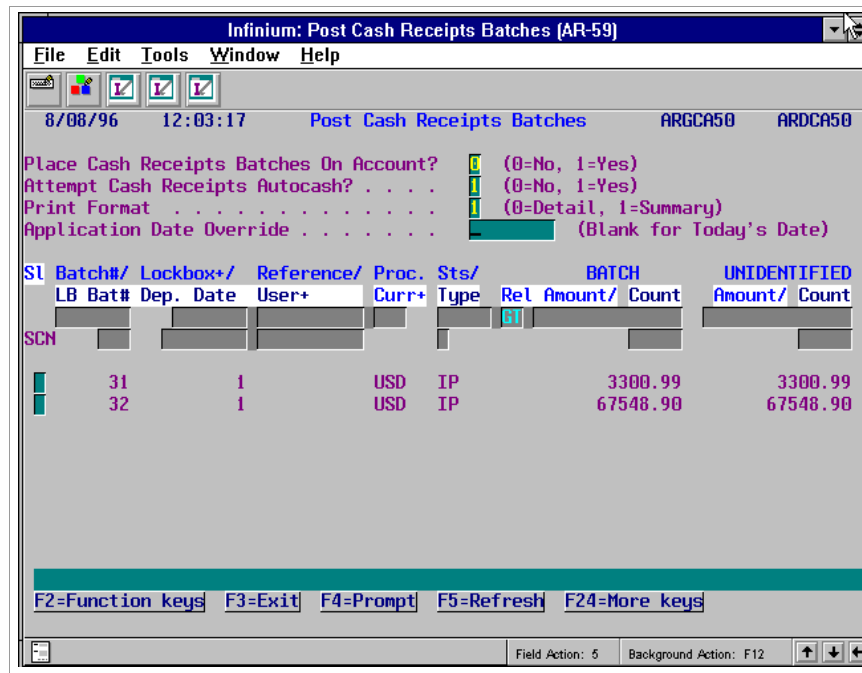 Infinium: Post Cash Receipts Batches (AR-59)
File Edit Tools Window Help
8/08/96 12:03:17 Post Cash Receipts Batches ARGCA50 ARDCA50
Place Cash Receipts Batches On Account? 0 (0=No, 1=Yes)
Attempt Cash Receipts Autocash? . . . . 1 (0=No, 1=Yes)
Print Format . . . . . . . . . . . . . 1 (0=Detail, 1=Summary)
Application Date Override . . . . . . . _ (Blank for Today's Date)
Sl Batch#/ Lockbox+/ Reference/ Proc. Sts/ BATCH UNIDENTIFIED
LB Bat# Dep. Date User+ Curr+ Type Rel Amount/ Count Amount/ Count
GT
SCN
31 1 USD IP 3300.99 3300.99
32 1 USD IP 67548.90 67548.90
F2=Function keys F3=Exit F4=Prompt F5=Refresh F24=More keys
Field Action: 5 Background Action: F12